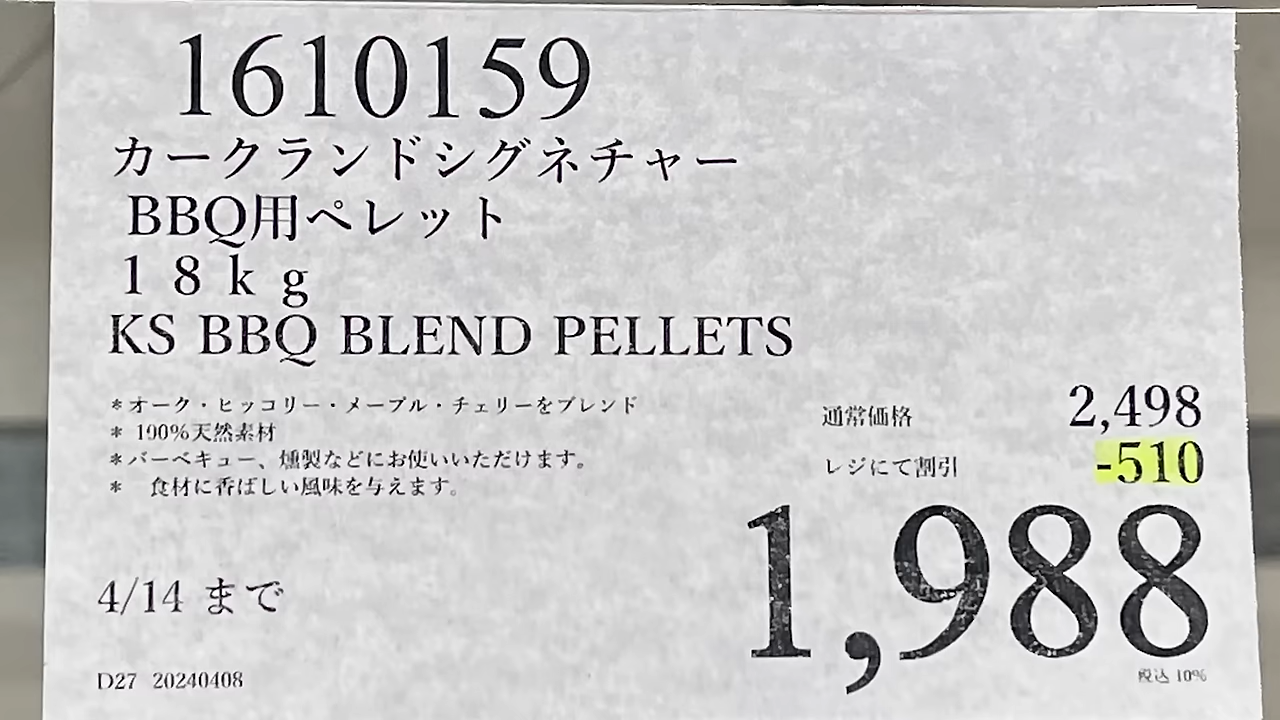 1610159
カークランドシグネチャー
BBQ用ペレット
１８ｋｇ
KS BBQ BLEND PELLETS
＊オーク・ヒッコリー・メープル・チェリーをブレンド
＊ 100%天然素材
＊バーベキュー、燻製などにお使いいただけます。
＊　食材に香ばしい風味を与えます。
通常価格 2,498
レジにて割引 -510
1,988
税込 10%
4/14 まで
D27 20240408